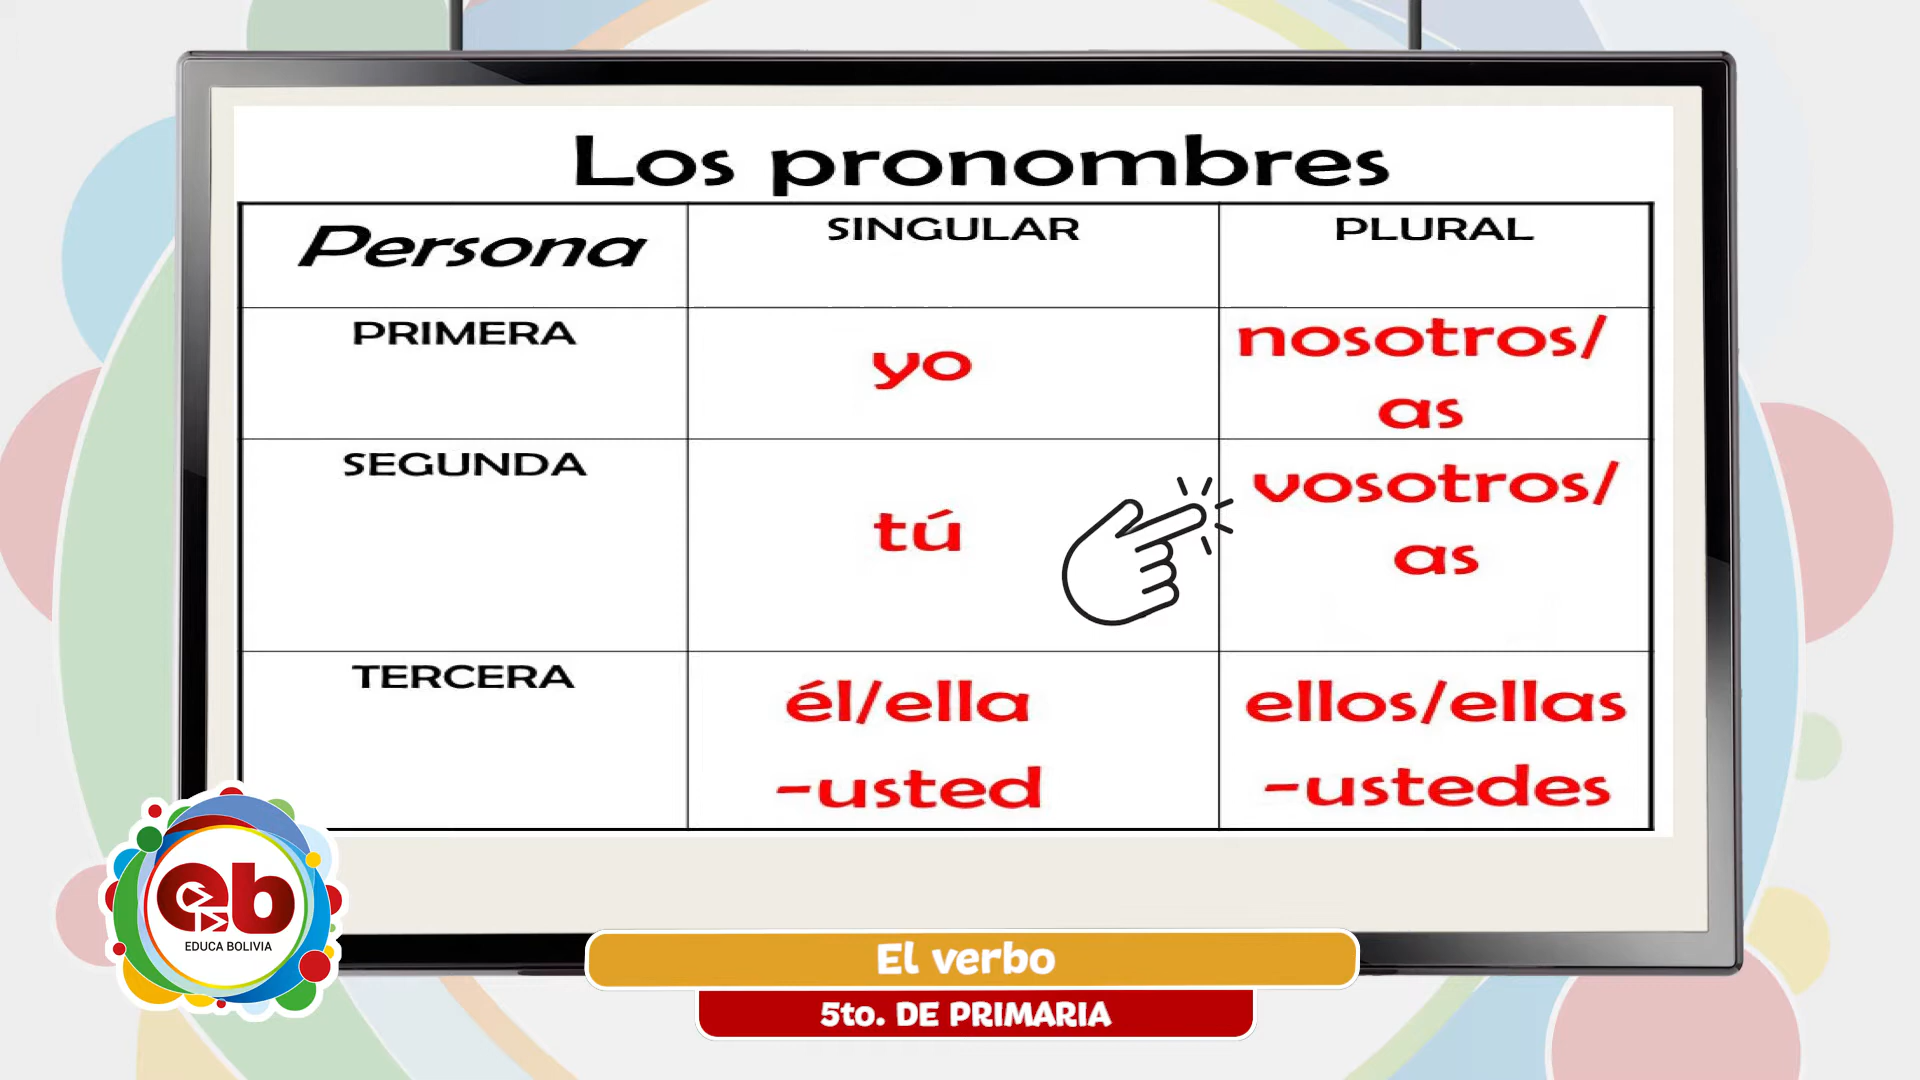 Los pronombres
Persona
SINGULAR
PLURAL
PRIMERA
yo
nosotros/
as
SEGUNDA
tú
vosotros/
as
TERCERA
él/ella
-usted
ellos/ellas
-ustedes
eb
EDUCA BOLIVIA
El verbo
5to. DE PRIMARIA